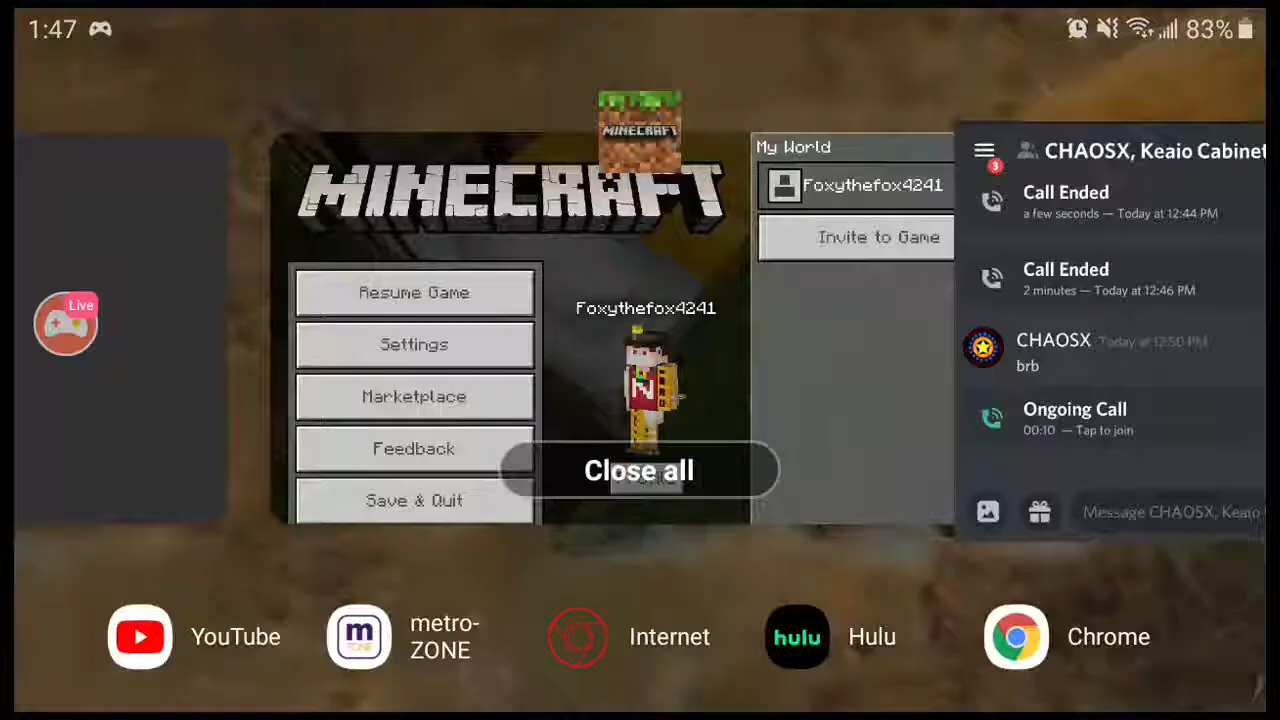 1:47
83%
MINECRAFT
MINECRAFT
Live
Resume Game
Settings
Marketplace
Feedback
Save & Quit
Foxythefox4241
Close all
My World
Foxythefox4241
Invite to Game
CHAOSX, Keaio Cabinet
3
Call Ended
a few seconds — Today at 12:44 PM
Call Ended
2 minutes — Today at 12:46 PM
CHAOSX Today at 12:50 PM
brb
Ongoing Call
00:10 — Tap to join
Message CHAOSX, Keaio
YouTube
m
metro-
ZONE
Internet
hulu
Hulu
Chrome